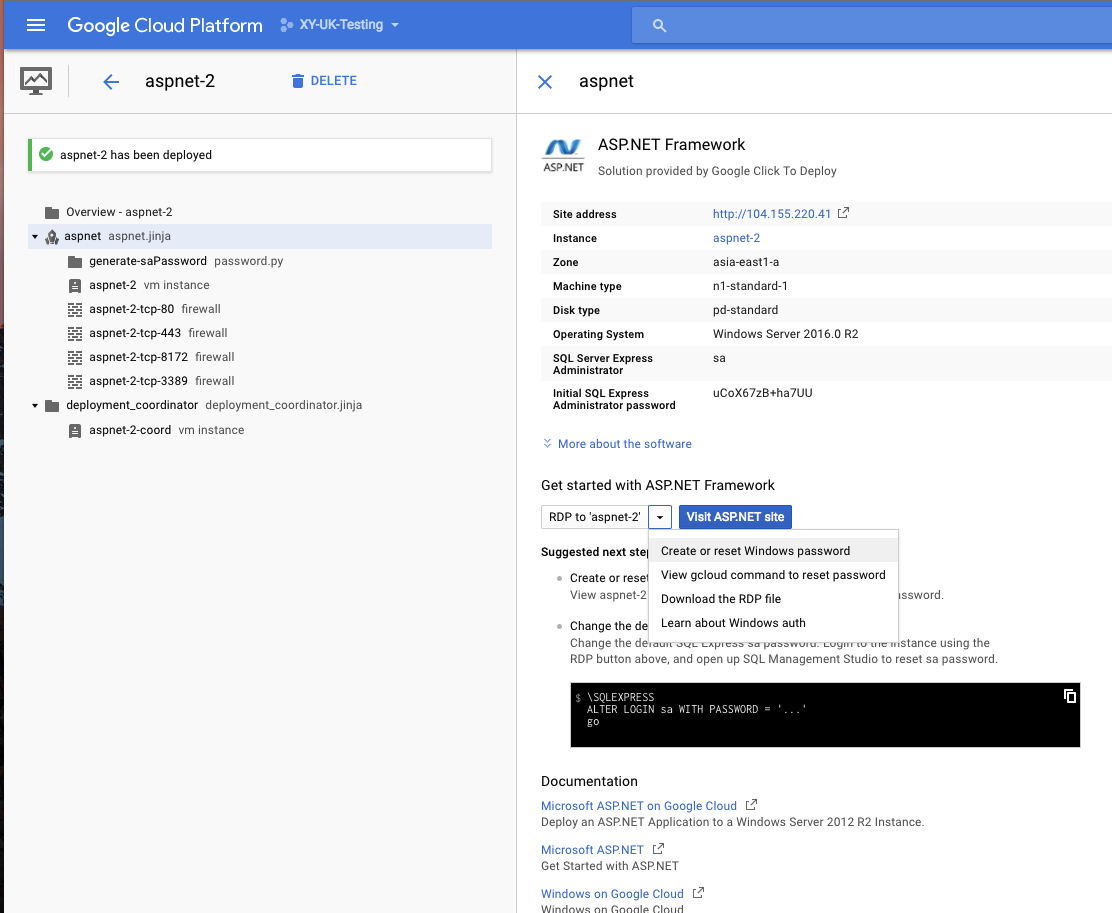 Google Cloud Platform
XY-UK-Testing
aspnet-2
DELETE
aspnet-2 has been deployed
Overview - aspnet-2
aspnet aspnet.jinja
generate-saPassword password.py
aspnet-2 vm instance
aspnet-2-tcp-80 firewall
aspnet-2-tcp-443 firewall
aspnet-2-tcp-8172 firewall
aspnet-2-tcp-3389 firewall
deployment_coordinator deployment_coordinator.jinja
aspnet-2-coord vm instance
aspnet
ASP.NET
ASP.NET Framework
Solution provided by Google Click To Deploy
Site address http://104.155.220.41
Instance aspnet-2
Zone asia-east1-a
Machine type n1-standard-1
Disk type pd-standard
Operating System Windows Server 2016.0 R2
SQL Server Express sa
Administrator
Initial SQL Express uCoX67zB+ha7UU
Administrator password
More about the software
Get started with ASP.NET Framework
RDP to 'aspnet-2' Visit ASP.NET site
Create or reset Windows password
View gcloud command to reset password
Download the RDP file
Learn about Windows auth
Suggested next
Create or reset
View aspnet-2 assword.
Change the
Change the default SQL Express sa password. Login to the instance using the
RDP button above, and open up SQL Management Studio to reset sa password.
$ \SQLEXPRESS
ALTER LOGIN sa WITH PASSWORD = '...'
go
Documentation
Microsoft ASP.NET on Google Cloud
Deploy an ASP.NET Application to a Windows Server 2012 R2 Instance.
Microsoft ASP.NET
Get Started with ASP.NET
Windows on Google Cloud
Windows on Google Cloud